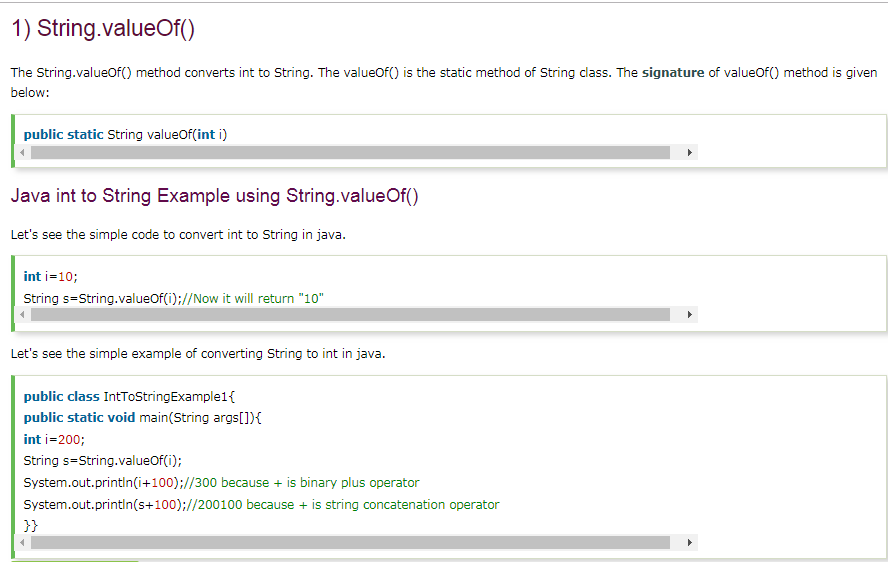 1) String.valueOf()
The String.valueOf() method converts int to String. The valueOf() is the static method of String class. The signature of valueOf() method is given
below:
public static String valueOf(int i)
Java int to String Example using String.valueOf()
Let's see the simple code to convert int to String in java.
int i=10;
String s=String.valueOf(i);//Now it will return "10"
Let's see the simple example of converting String to int in java.
public class IntToStringExample1{
public static void main(String args[]){
int i=200;
String s=String.valueOf(i);
System.out.println(i+100);//300 because + is binary plus operator
System.out.println(s+100);//200100 because + is string concatenation operator
}}